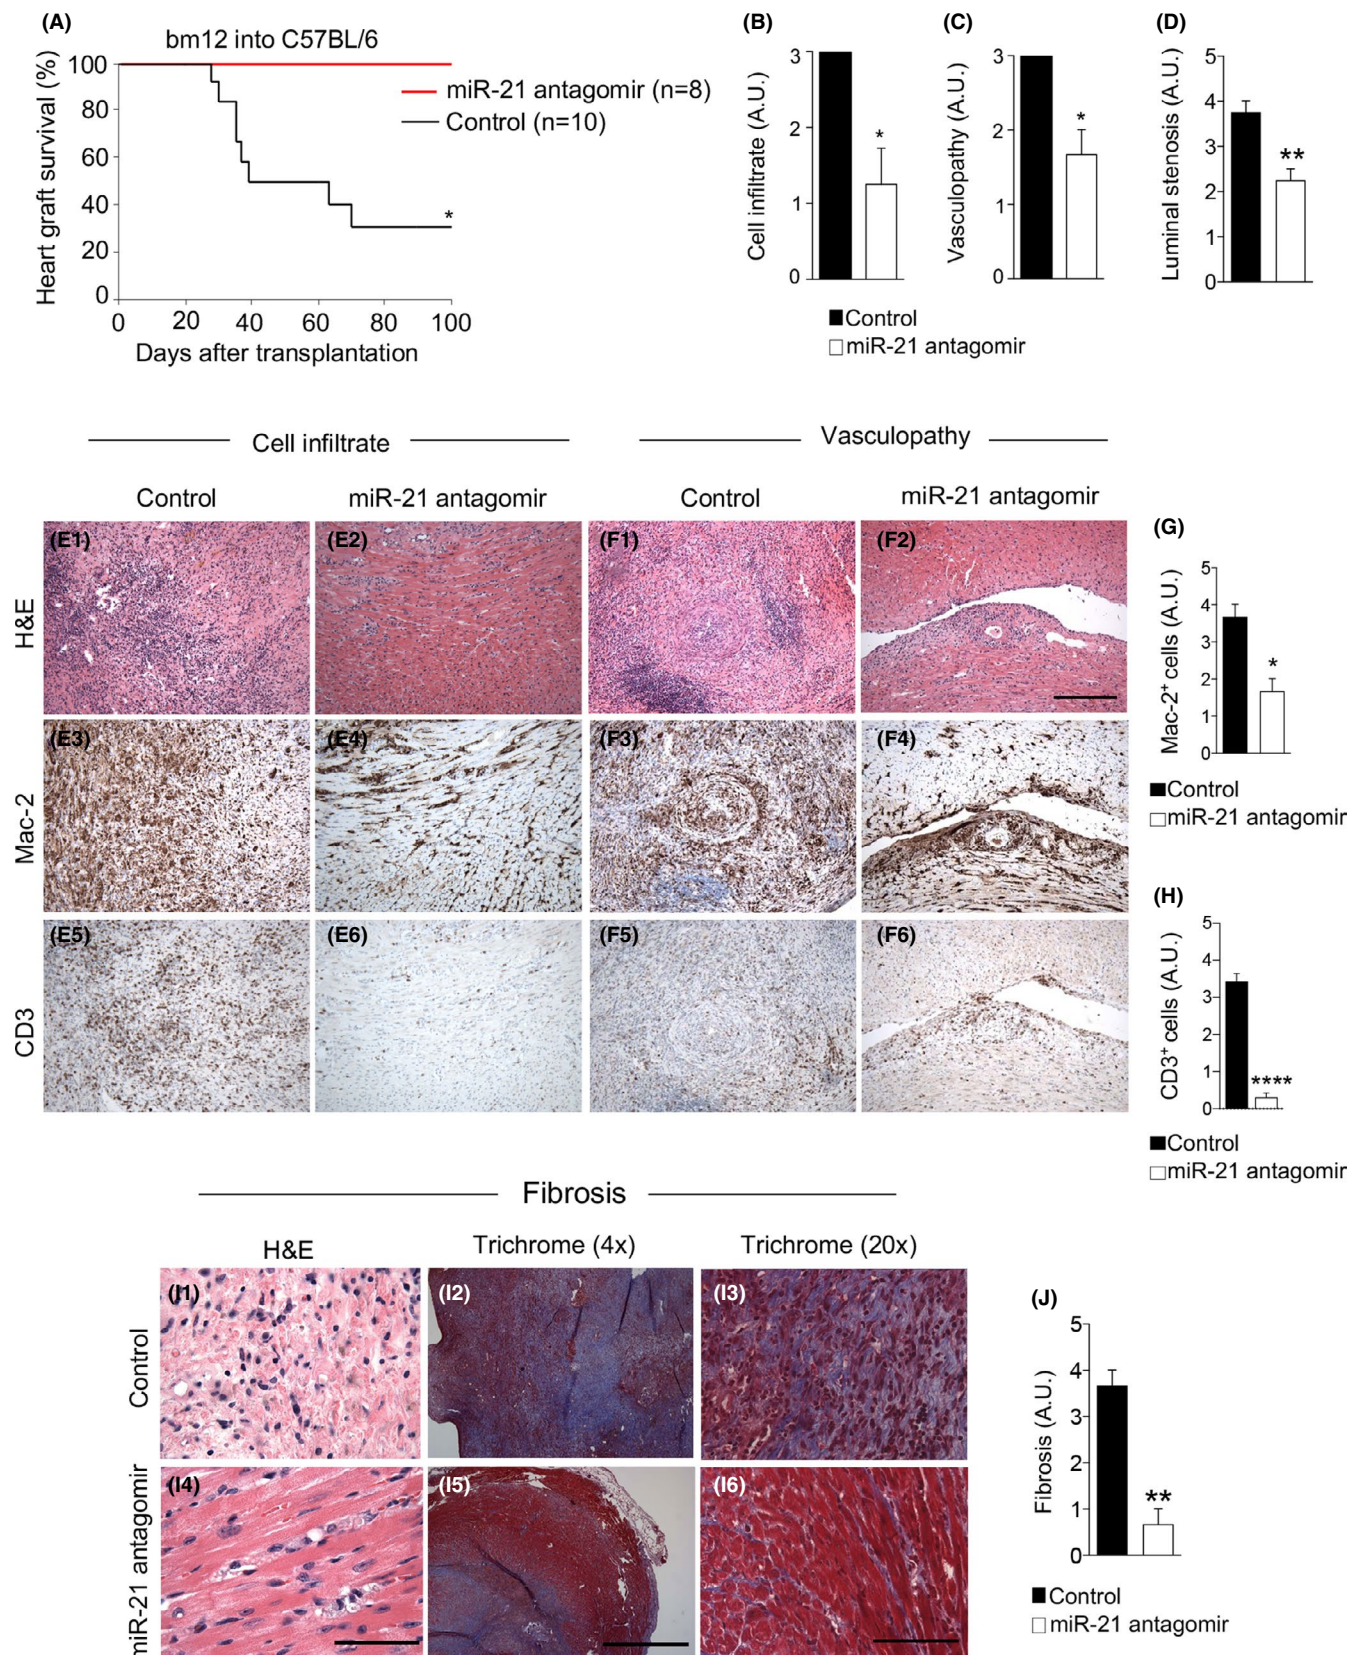 (A)
bm12 into C57BL/6
Heart graft survival (%)
100
80
60
40
20
0
0 20 40 60 80 100
Days after transplantation
miR-21 antagomir (n=8)
Control (n=10)
*
(B)
Cell infiltrate (A.U.)
3
2
1
0
*
(C)
Vasculopathy (A.U.)
3
2
1
0
*
Control
miR-21 antagomir
(D)
Luminal stenosis (A.U.)
5
4
3
2
1
0
**
Cell infiltrate
Vasculopathy
Control miR-21 antagomir Control miR-21 antagomir
H&E
(E1) (E2) (F1) (F2)
Mac-2
(E3) (E4) (F3) (F4)
CD3
(E5) (E6) (F5) (F6)
(G)
Mac-2+ cells (A.U.)
5
4
3
2
1
0
*
Control
miR-21 antagomir
(H)
CD3+ cells (A.U.)
5
4
3
2
1
0
****
Control
miR-21 antagomir
Fibrosis
H&E Trichrome (4x) Trichrome (20x)
Control
(I1) (I2) (I3)
miR-21 antagomir
(I4) (I5) (I6)
(J)
Fibrosis (A.U.)
5
4
3
2
1
0
**
Control
miR-21 antagomir